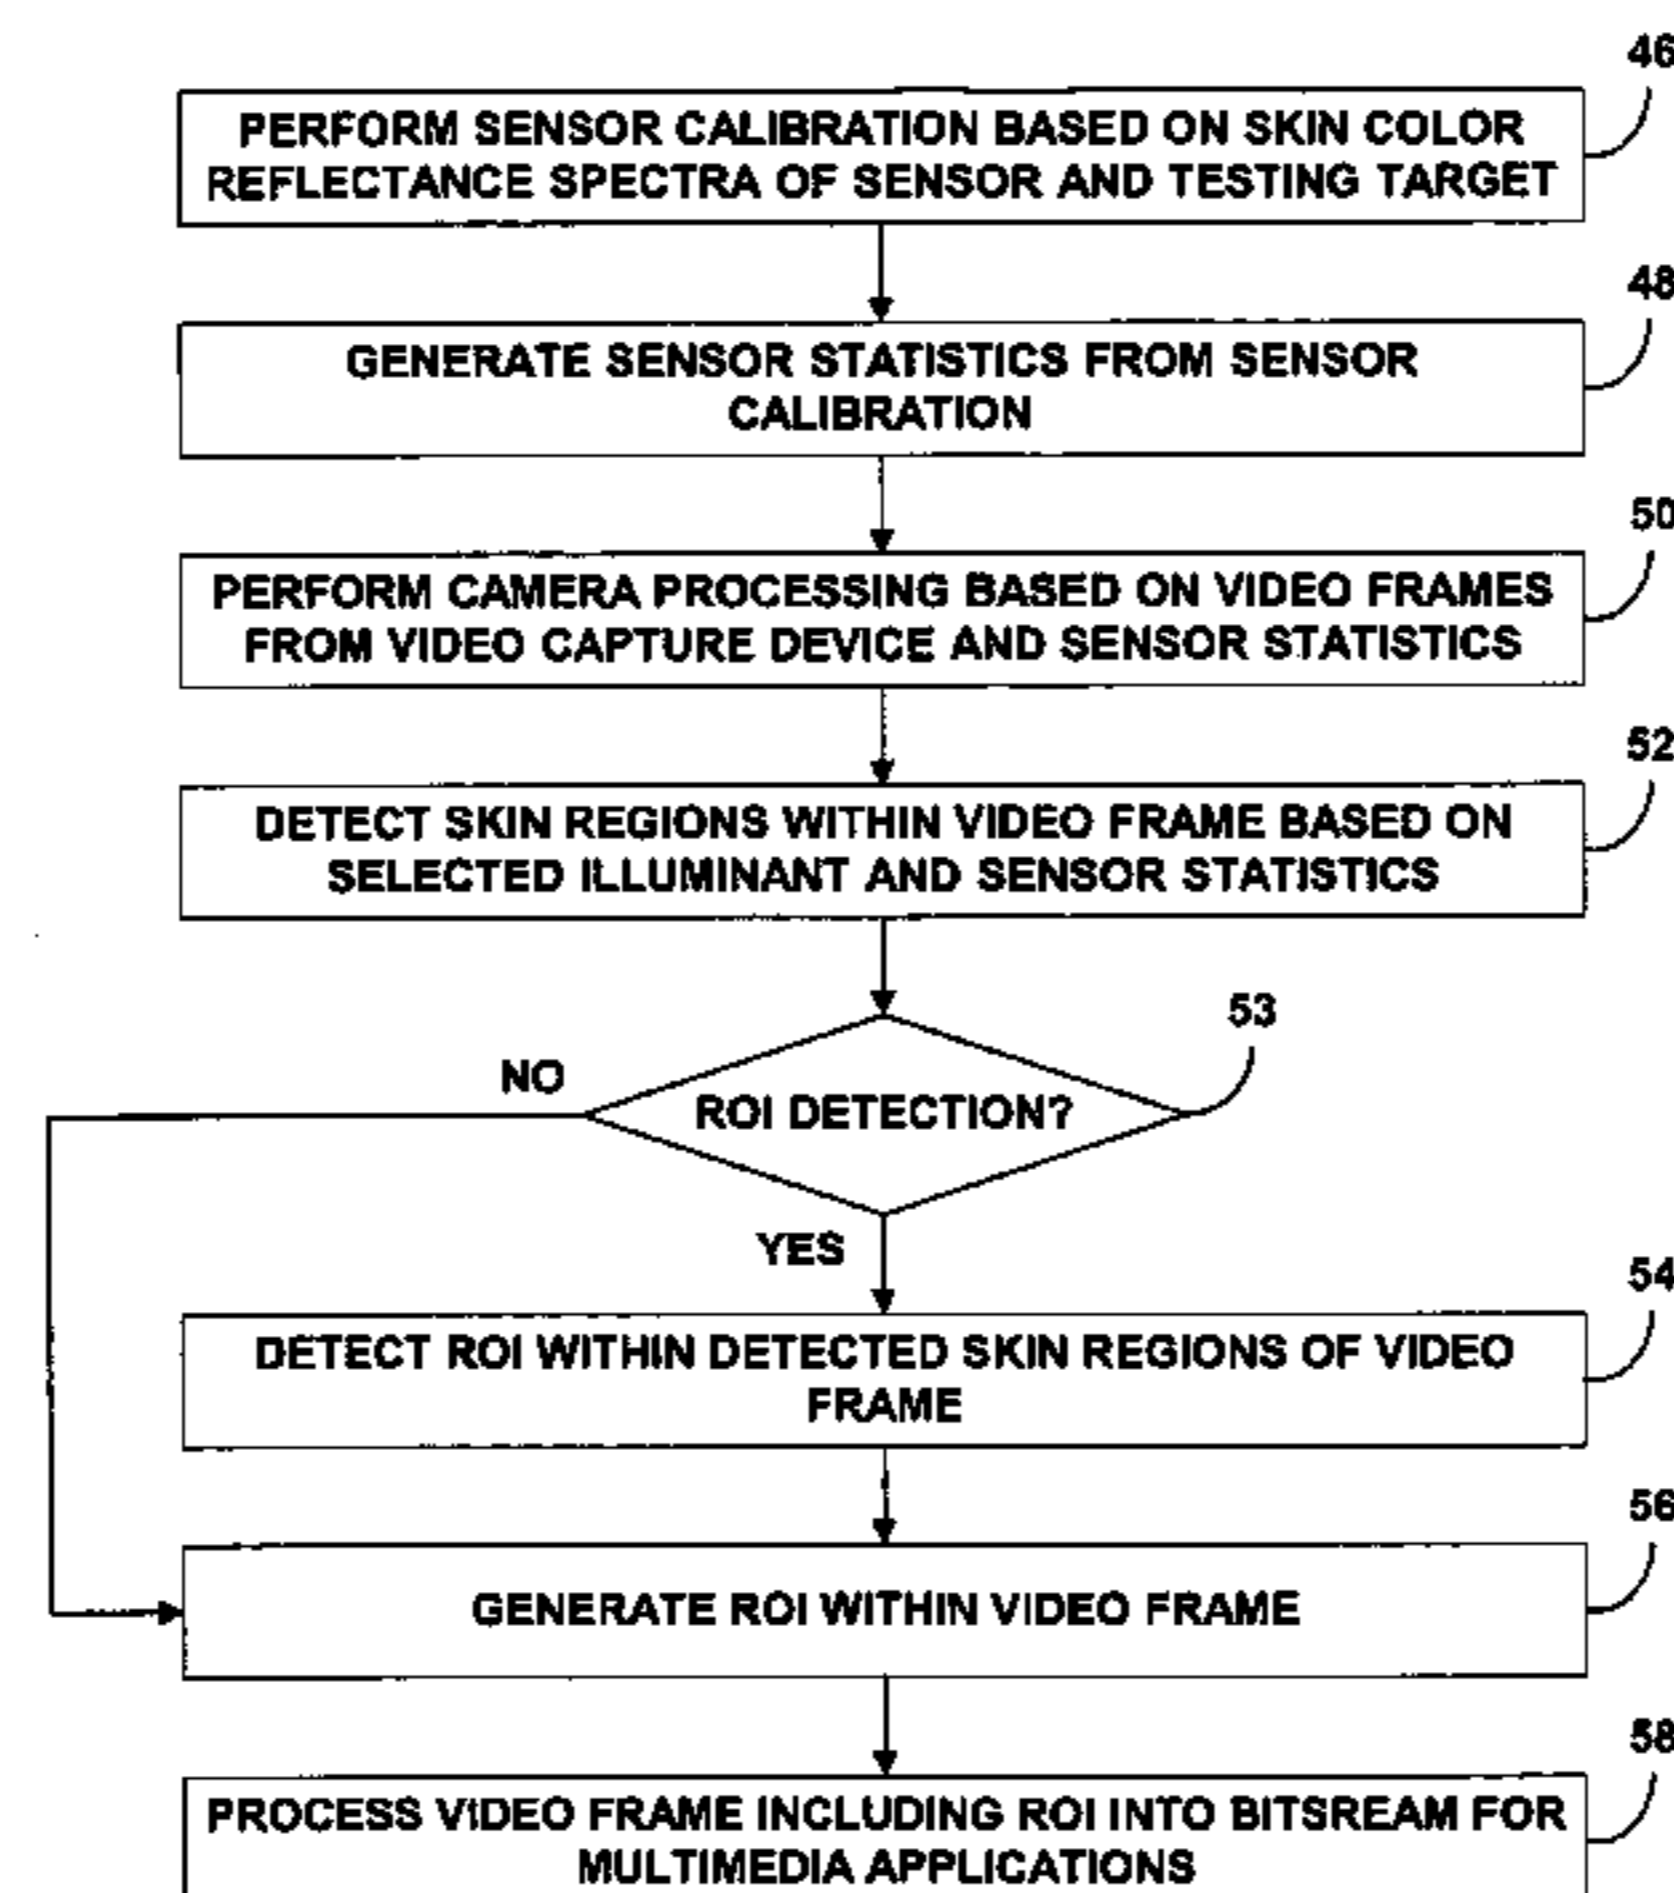 46
PERFORM SENSOR CALIBRATION BASED ON SKIN COLOR
REFLECTANCE SPECTRA OF SENSOR AND TESTING TARGET
48
GENERATE SENSOR STATISTICS FROM SENSOR
CALIBRATION
50
PERFORM CAMERA PROCESSING BASED ON VIDEO FRAMES
FROM VIDEO CAPTURE DEVICE AND SENSOR STATISTICS
52
DETECT SKIN REGIONS WITHIN VIDEO FRAME BASED ON
SELECTED ILLUMINANT AND SENSOR STATISTICS
53
NO
ROI DETECTION?
YES
54
DETECT ROI WITHIN DETECTED SKIN REGIONS OF VIDEO
FRAME
56
GENERATE ROI WITHIN VIDEO FRAME
58
PROCESS VIDEO FRAME INCLUDING ROI INTO BITSREAM FOR
MULTIMEDIA APPLICATIONS